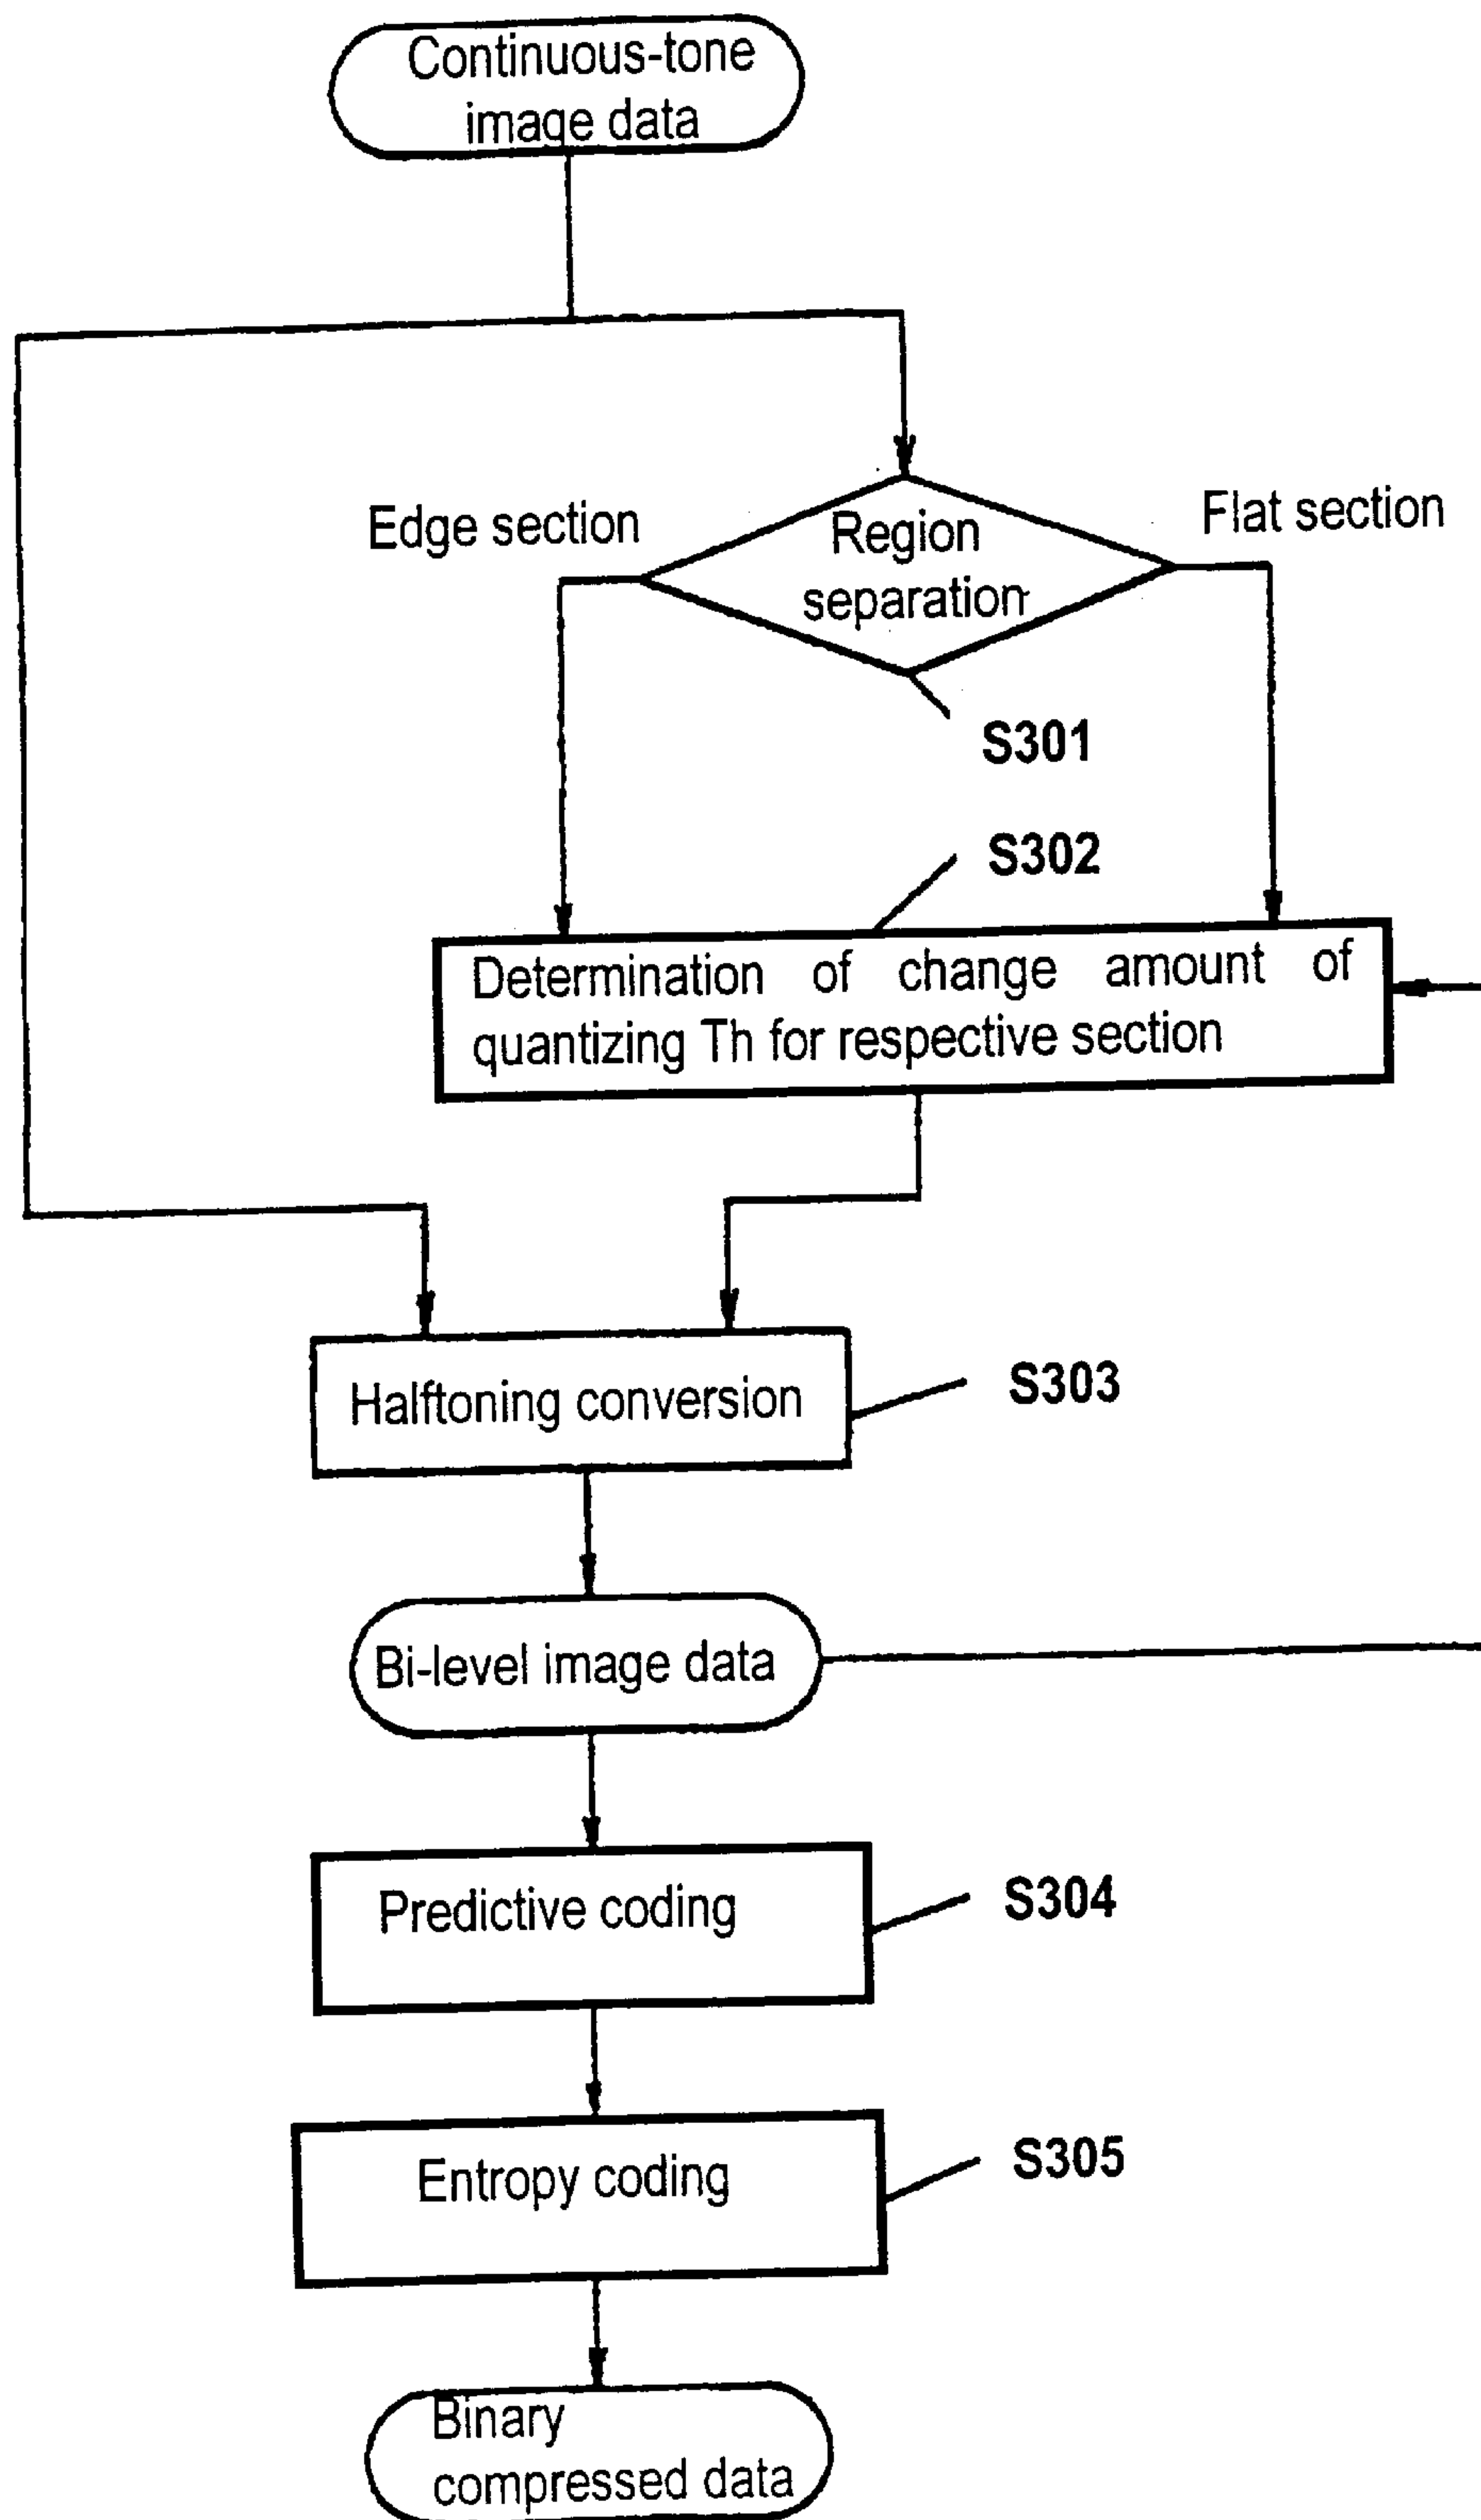 Continuous-tone
image data
Edge section
Region
separation
Flat section
S301
S302
Determination of change amount of
quantizing Th for respective section
Halftoning conversion
S303
Bi-level image data
Predictive coding
S304
Entropy coding
S305
Binary
compressed data